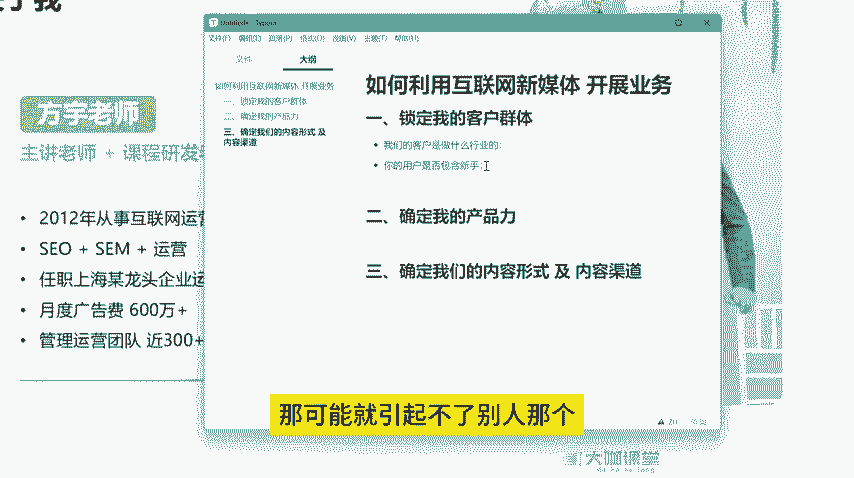 于我
方宇老师
主讲老师 + 课程研发
2012年从事互联网运营
SEO + SEM + 运营
任职上海某龙头企业运
月度广告费 600万+
管理运营团队 近300+
Untitled • Typora
文件(F) 编辑(E) 段落(P) 格式(O) 视图(V) 主题(T) 帮助(H)
文件 大纲
如何利用互联网新媒体 开展业务
一、锁定我的客户群体
二、确定我的产品力
三、确定我们的内容形式 及
内容渠道
如何利用互联网新媒体 开展业务
一、锁定我的客户群体
我们的客户是做什么行业的;
你的用户是否包含新手;
二、确定我的产品力
三、确定我们的内容形式 及 内容渠道
那可能就引起不了别人那个
大咖课堂